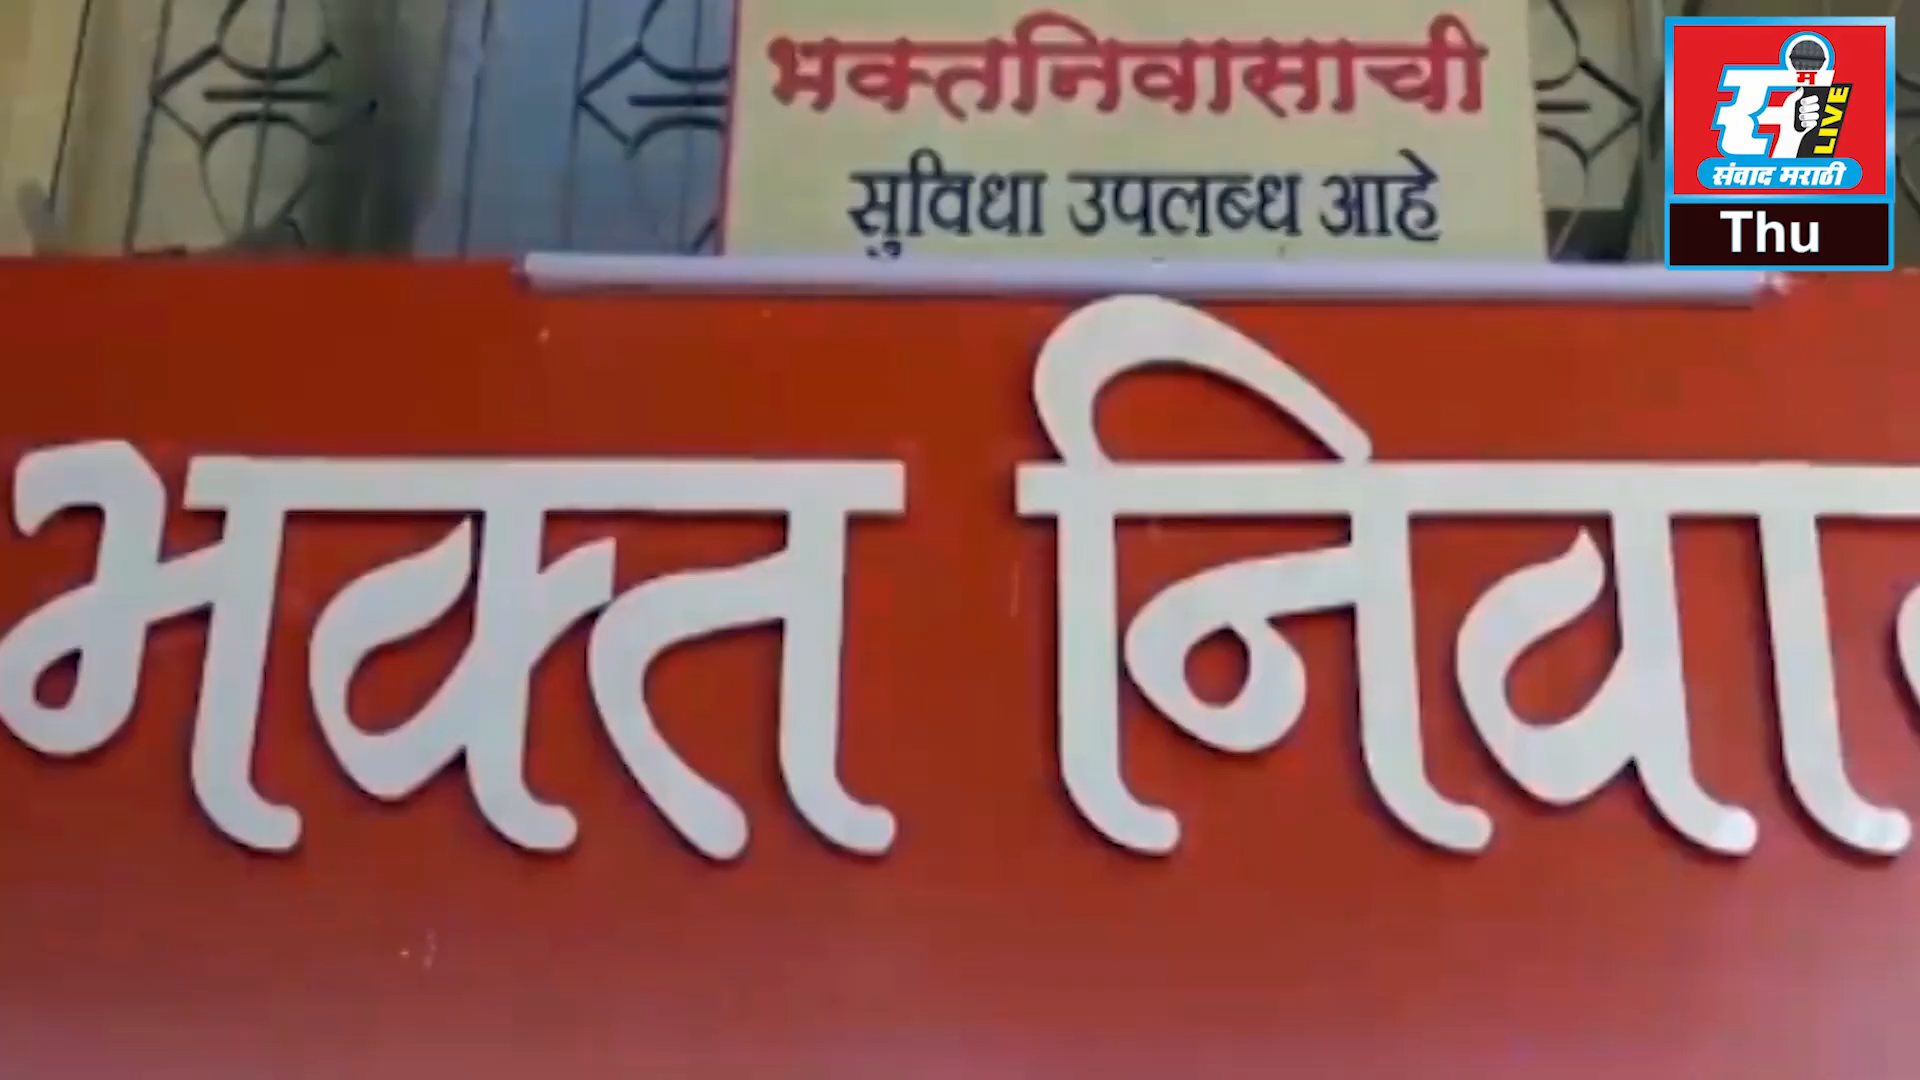 भक्तनिवासाची
सुविधा उपलब्ध आहे
LIVE
संवाद मराठी
Thu
भक्त निवा